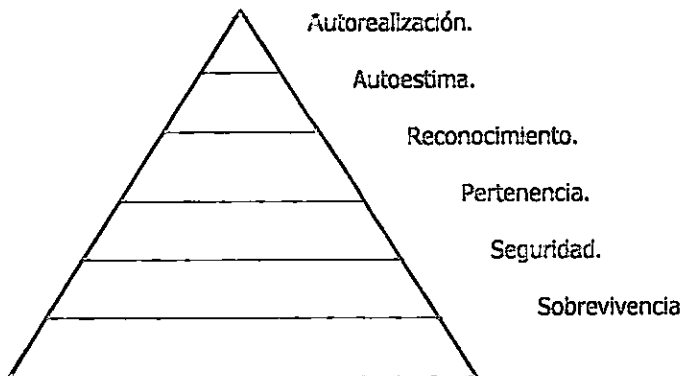 Autorealización.
Autoestima.
Reconocimiento.
Pertenencia.
Seguridad.
Sobrevivencia